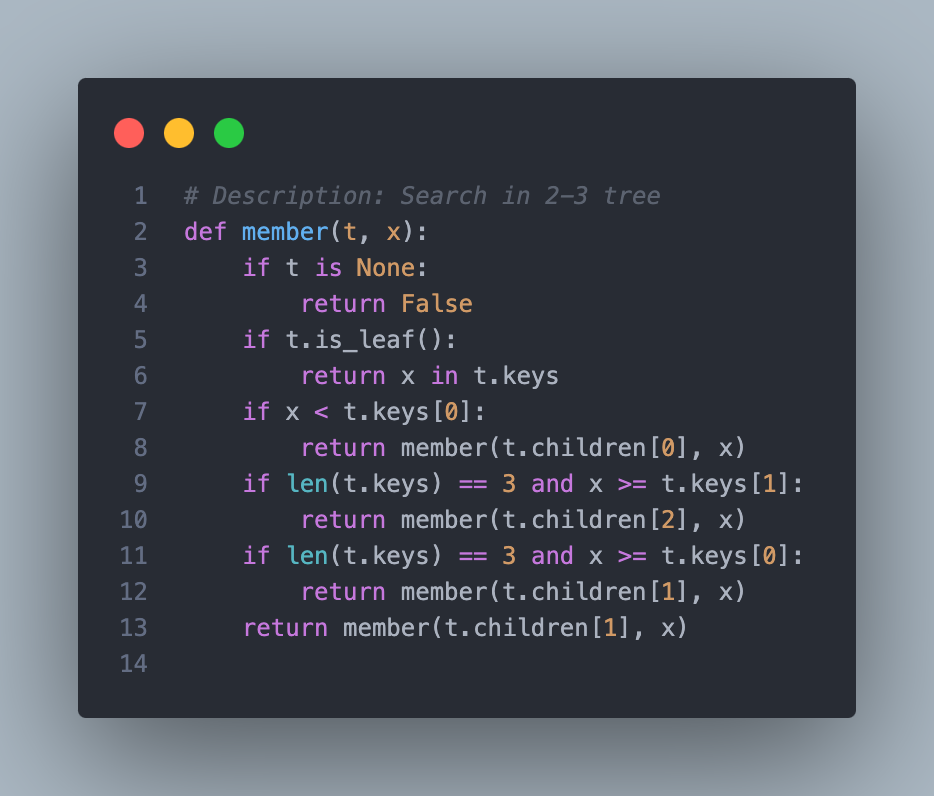 1 # Description: Search in 2-3 tree
2 def member(t, x):
3     if t is None:
4         return False
5     if t.is_leaf():
6         return x in t.keys
7     if x < t.keys[0]:
8         return member(t.children[0], x)
9     if len(t.keys) == 3 and x >= t.keys[1]:
10         return member(t.children[2], x)
11     if len(t.keys) == 3 and x >= t.keys[0]:
12         return member(t.children[1], x)
13     return member(t.children[1], x)
14